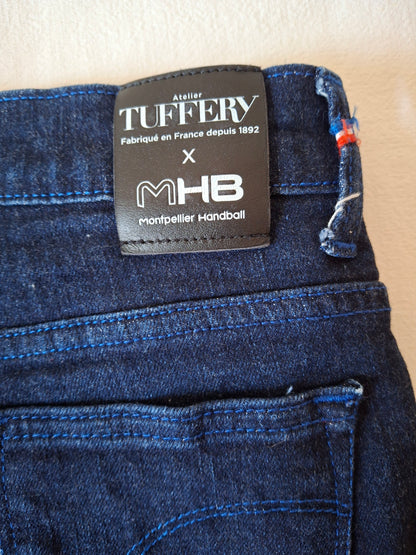 Atelier
TUFFERY
Fabriqué en France depuis 1892
X
MHB
Montpellier Handball